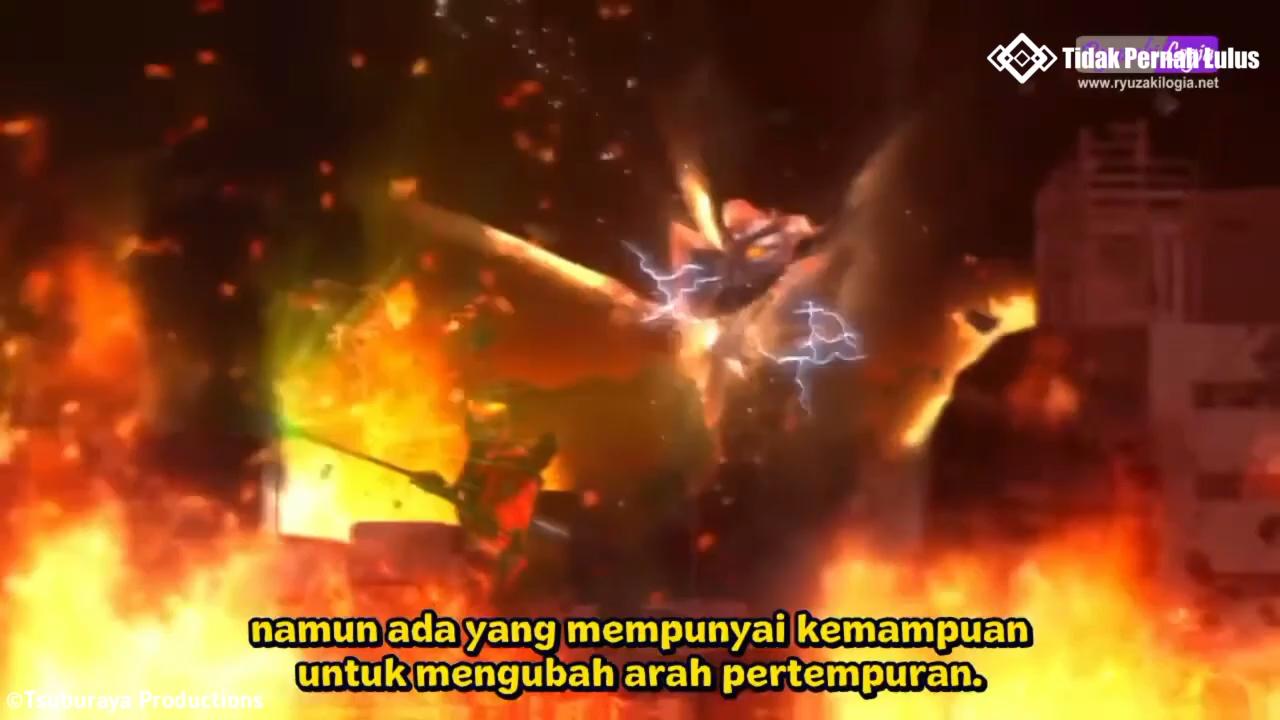 Tidak Pernah Lulus
www.ryuzakilogia.net
namun ada yang mempunyai kemampuan
untuk mengubah arah pertempuran.
©Tsuburaya Productions